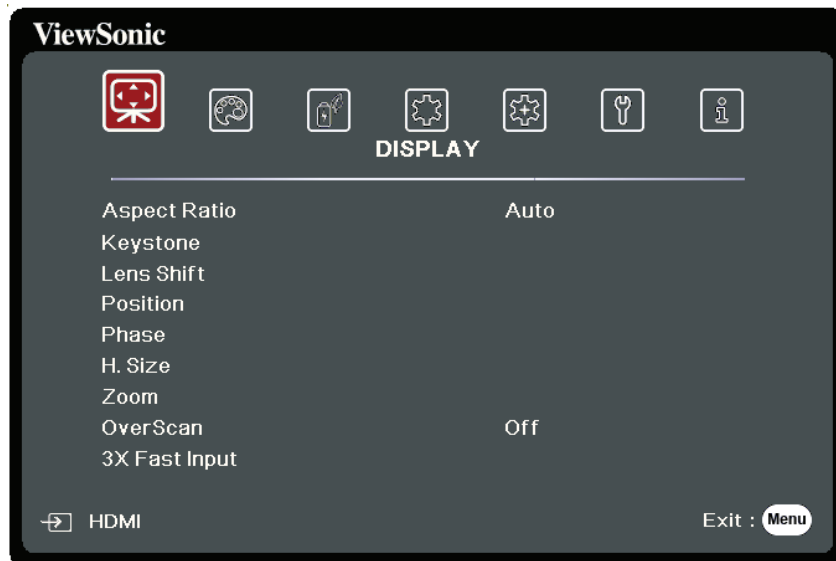 ViewSonic
DISPLAY
Aspect Ratio Auto
Keystone
Lens Shift
Position
Phase
H. Size
Zoom
OverScan Off
3X Fast Input
HDMI Exit : Menu